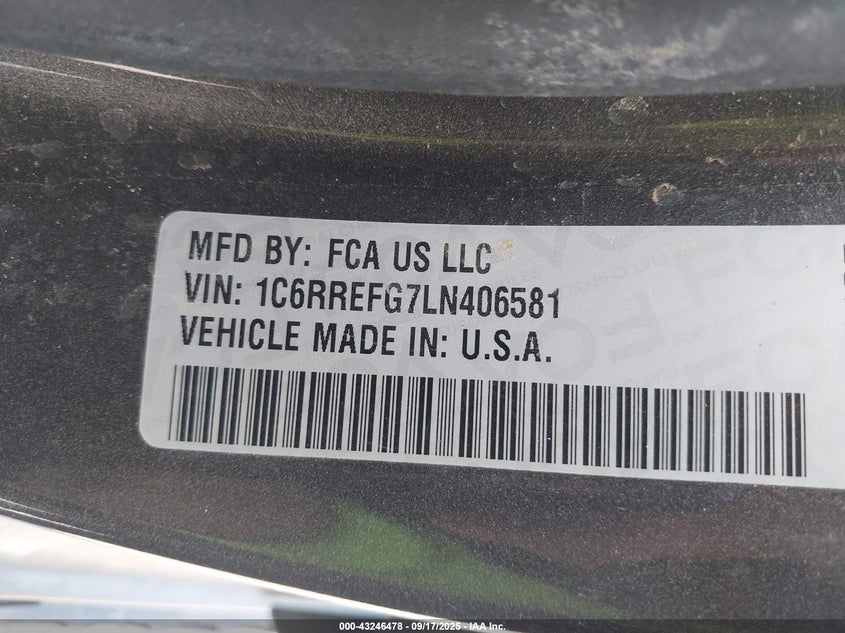 MFD BY: FCA US LLC
VIN: 1C6RREFG7LN406581
VEHICLE MADE IN: U.S.A.
000-43246478 - 09/17/2025 - IAA Inc.